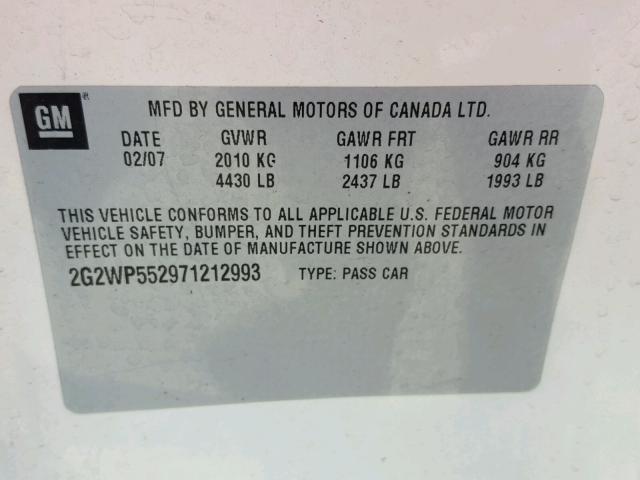 GM
MFD BY GENERAL MOTORS OF CANADA LTD.
DATE GVWR GAWR FRT GAWR RR
02/07 2010 KG 1106 KG 904 KG
4430 LB 2437 LB 1993 LB
THIS VEHICLE CONFORMS TO ALL APPLICABLE U.S. FEDERAL MOTOR
VEHICLE SAFETY, BUMPER, AND THEFT PREVENTION STANDARDS IN
EFFECT ON THE DATE OF MANUFACTURE SHOWN ABOVE.
2G2WP552971212993 TYPE: PASS CAR